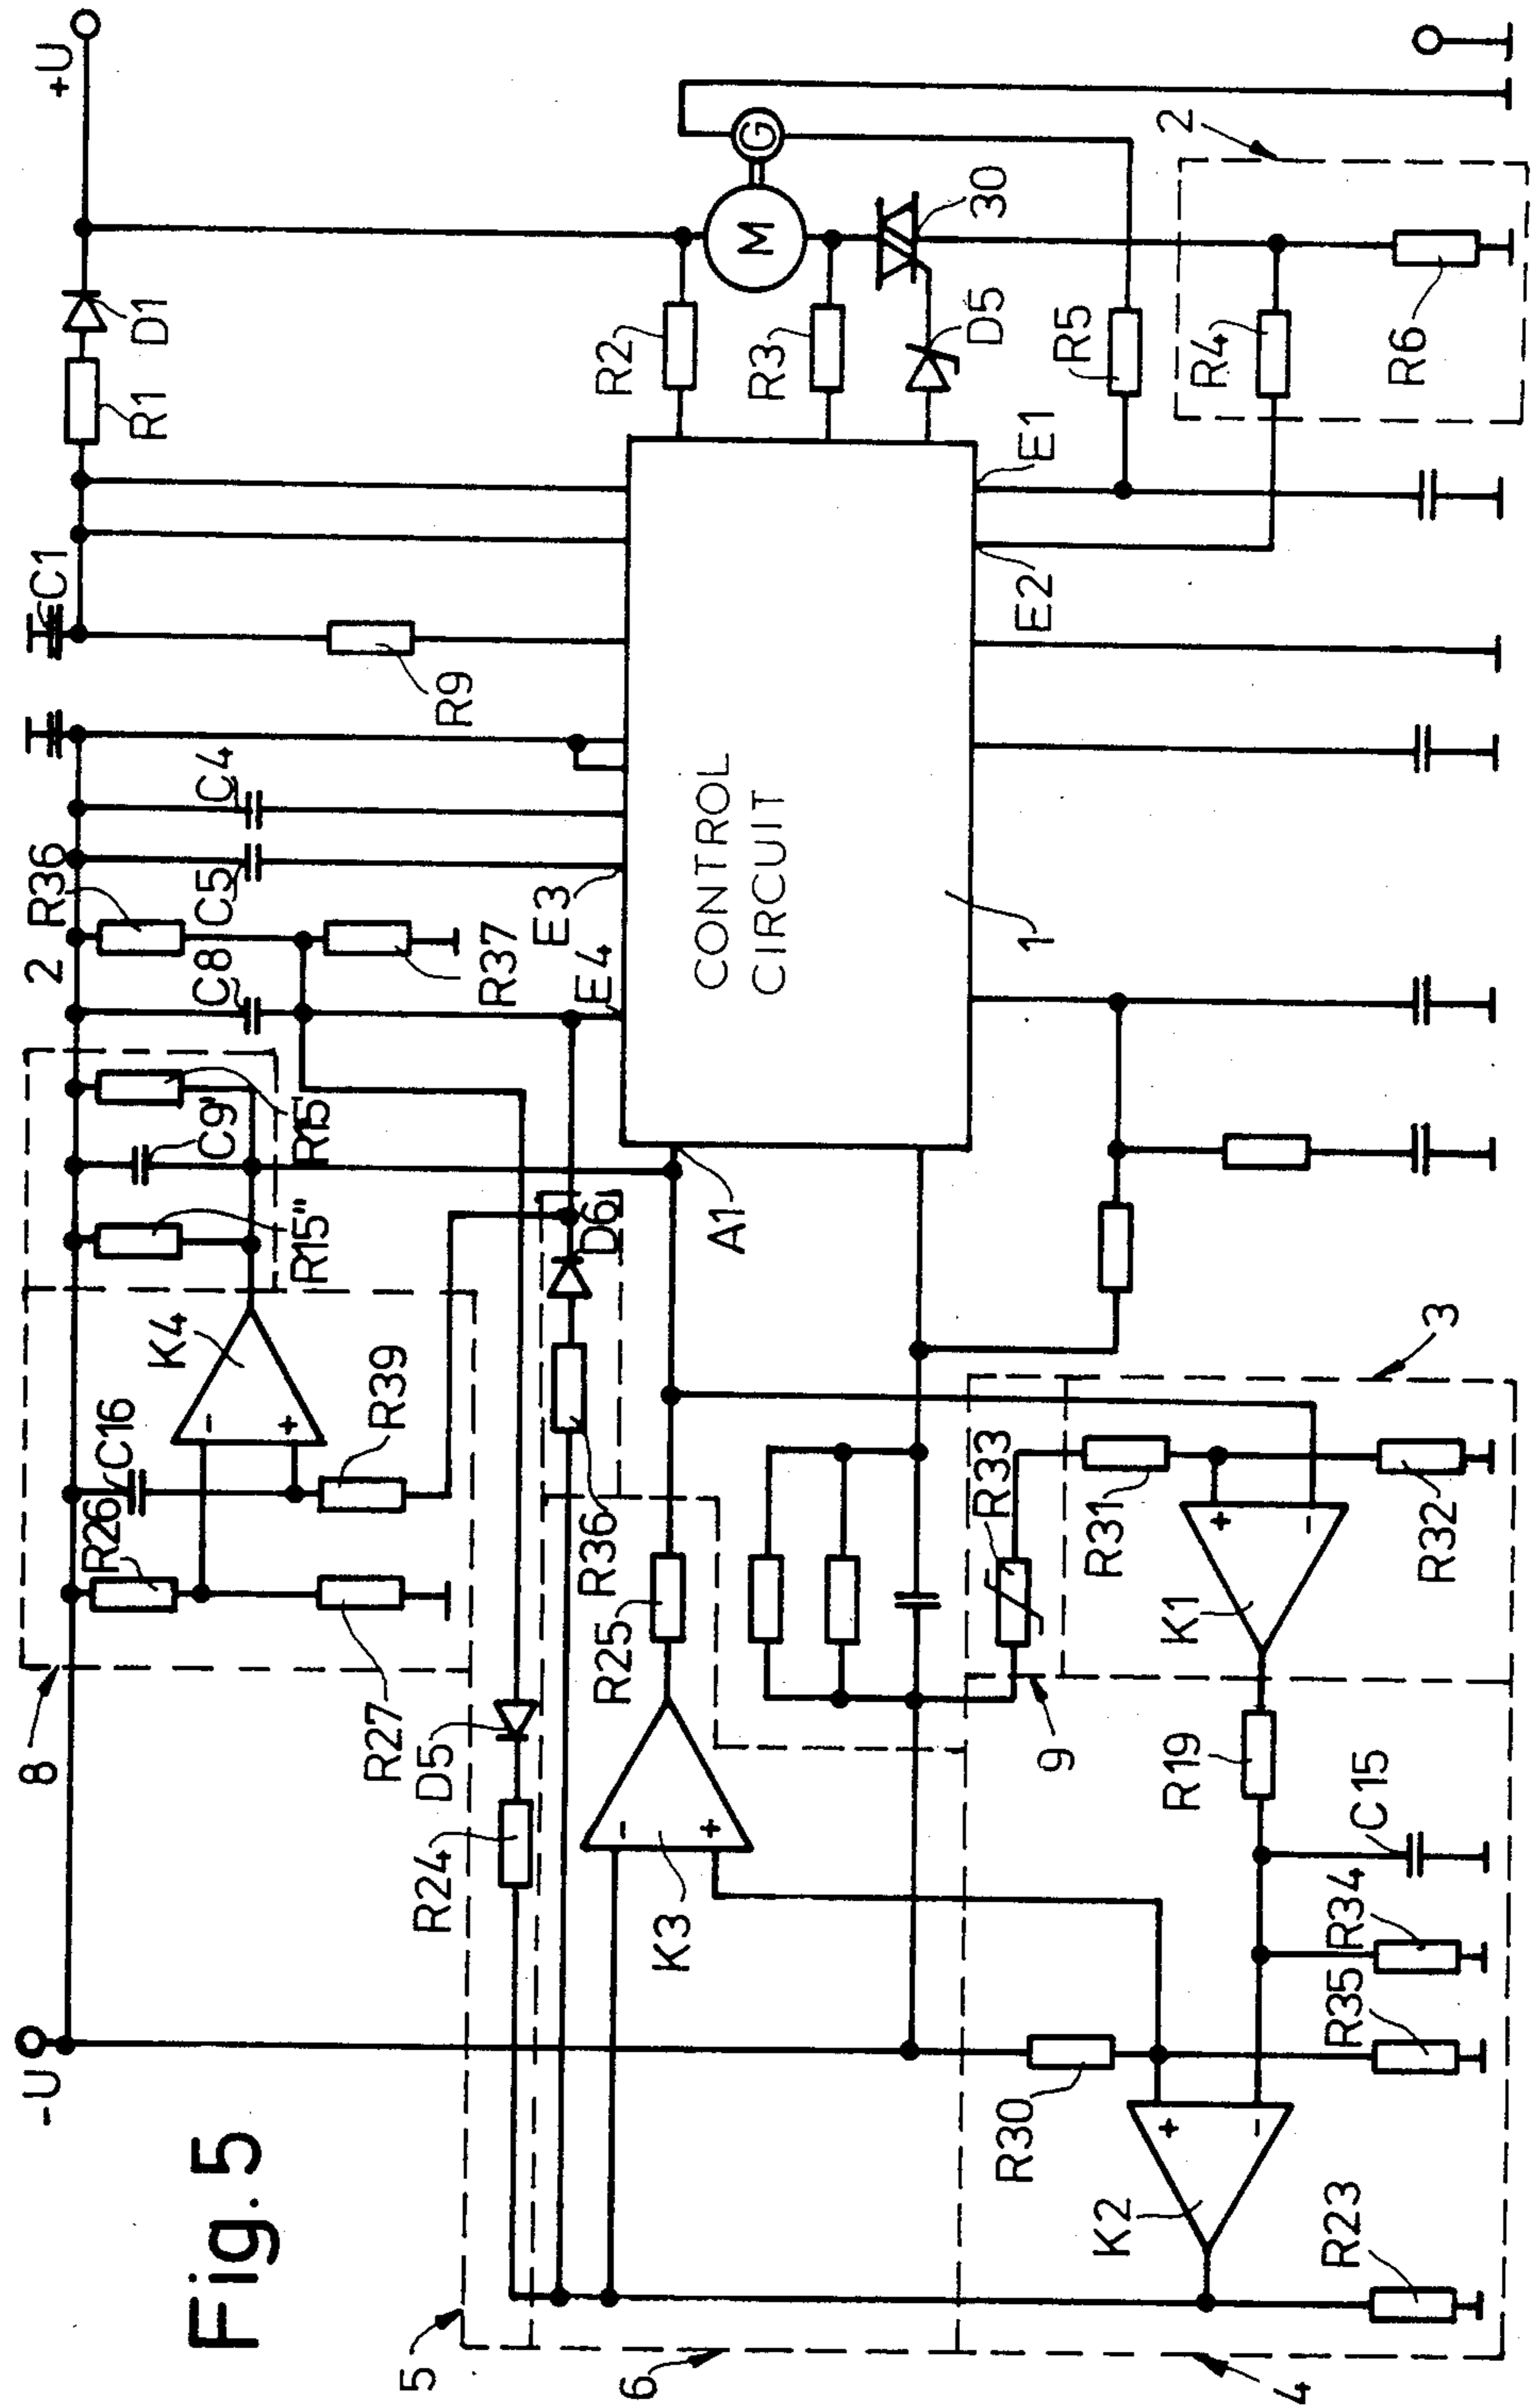 Fig. 5
-U
+U
8
R26
C16
K4
R27
R39
R15"
C9'
R15'
2
R36
C8
R37
C5
C4
C1
R9
R1
D1
E3
E4
5
R24
D5
R36
D6
A1
CONTROL
CIRCUIT
1
R2
R3
M
G
30
D5
R5
E1
E2
2
R4
R6
6
K3
-
+
R25
9
R33
3
R31
R32
K1
+
-
R19
C15
R34
R35
R30
K2
+
-
R23
4
-
+